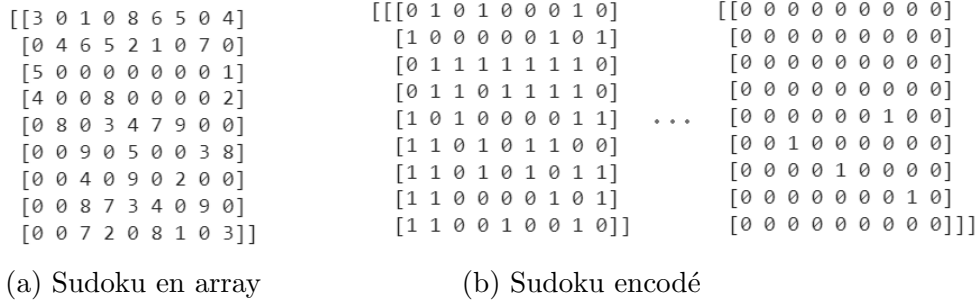 [[3 0 1 0 8 6 5 0 4]
[0 4 6 5 2 1 0 7 0]
[5 0 0 0 0 0 0 0 1]
[4 0 0 8 0 0 0 0 2]
[0 8 0 3 4 7 9 0 0]
[0 0 9 0 5 0 0 3 8]
[0 0 4 0 9 0 2 0 0]
[0 0 8 7 3 4 0 9 0]
[0 0 7 2 0 8 1 0 3]]
(a) Sudoku en array
[[[0 1 0 1 0 0 0 1 0]
[1 0 0 0 0 0 1 0 1]
[0 1 1 1 1 1 1 1 0]
[0 1 1 0 1 1 1 1 0]
[1 0 1 0 0 0 0 1 1]
[1 1 0 1 0 1 1 0 0]
[1 1 0 1 0 1 0 1 1]
[1 1 0 0 0 0 1 0 1]
[1 1 0 0 1 0 0 1 0]]
...
[[0 0 0 0 0 0 0 0 0]
[0 0 0 0 0 0 0 0 0]
[0 0 0 0 0 0 0 0 0]
[0 0 0 0 0 0 0 0 0]
[0 0 0 0 0 0 1 0 0]
[0 0 1 0 0 0 0 0 0]
[0 0 0 0 1 0 0 0 0]
[0 0 0 0 0 0 0 1 0]
[0 0 0 0 0 0 0 0 0]]]
(b) Sudoku encodé